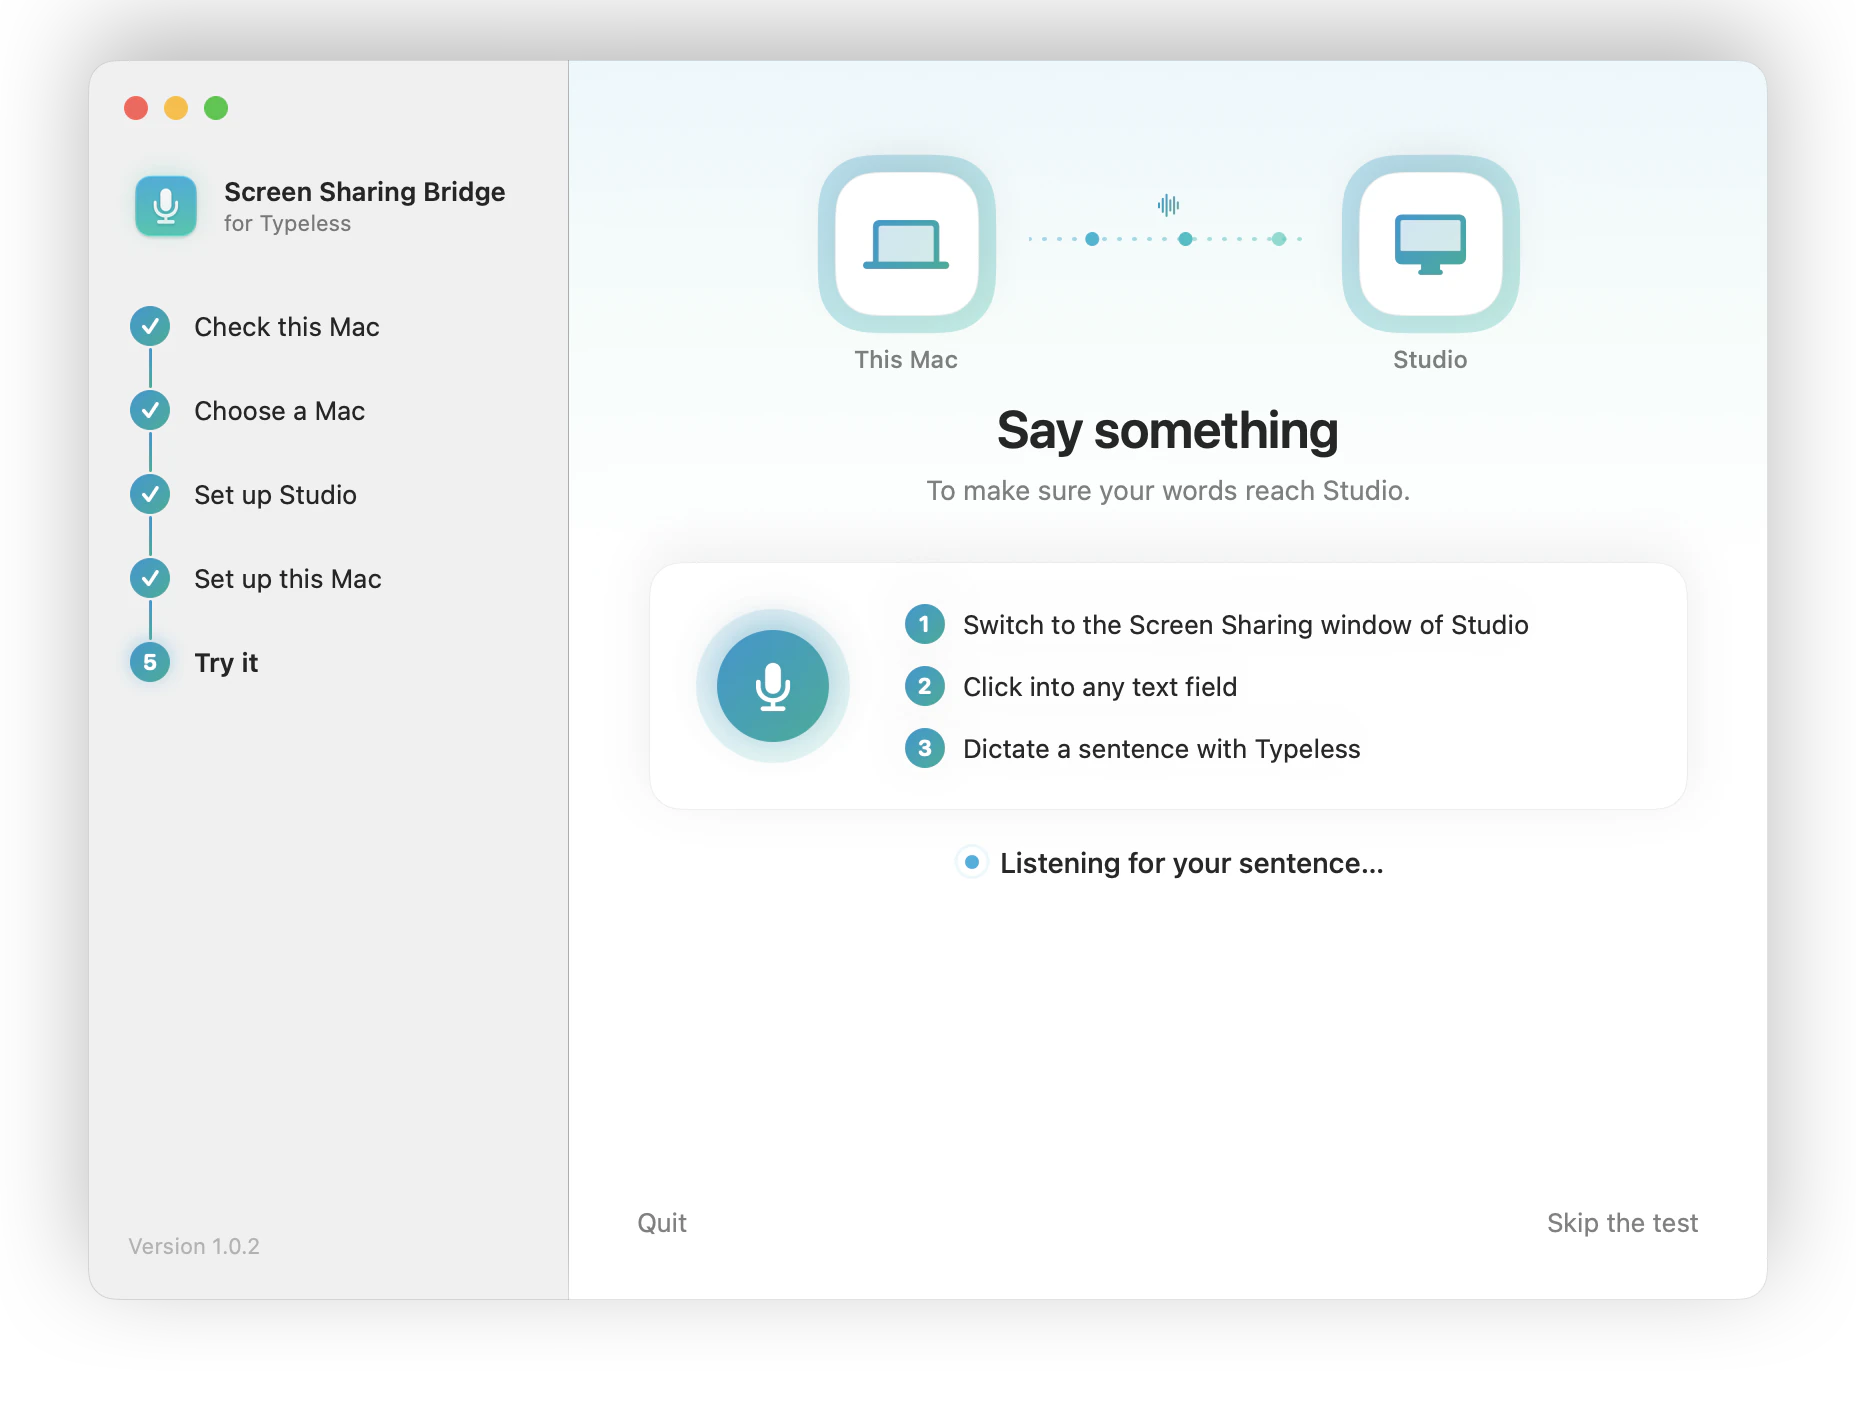 Screen Sharing Bridge
for Typeless
Check this Mac
Choose a Mac
Set up Studio
Set up this Mac
5
Try it
Version 1.0.2
This Mac
Studio
Say something
To make sure your words reach Studio.
1 Switch to the Screen Sharing window of Studio
2 Click into any text field
3 Dictate a sentence with Typeless
Listening for your sentence...
Quit
Skip the test